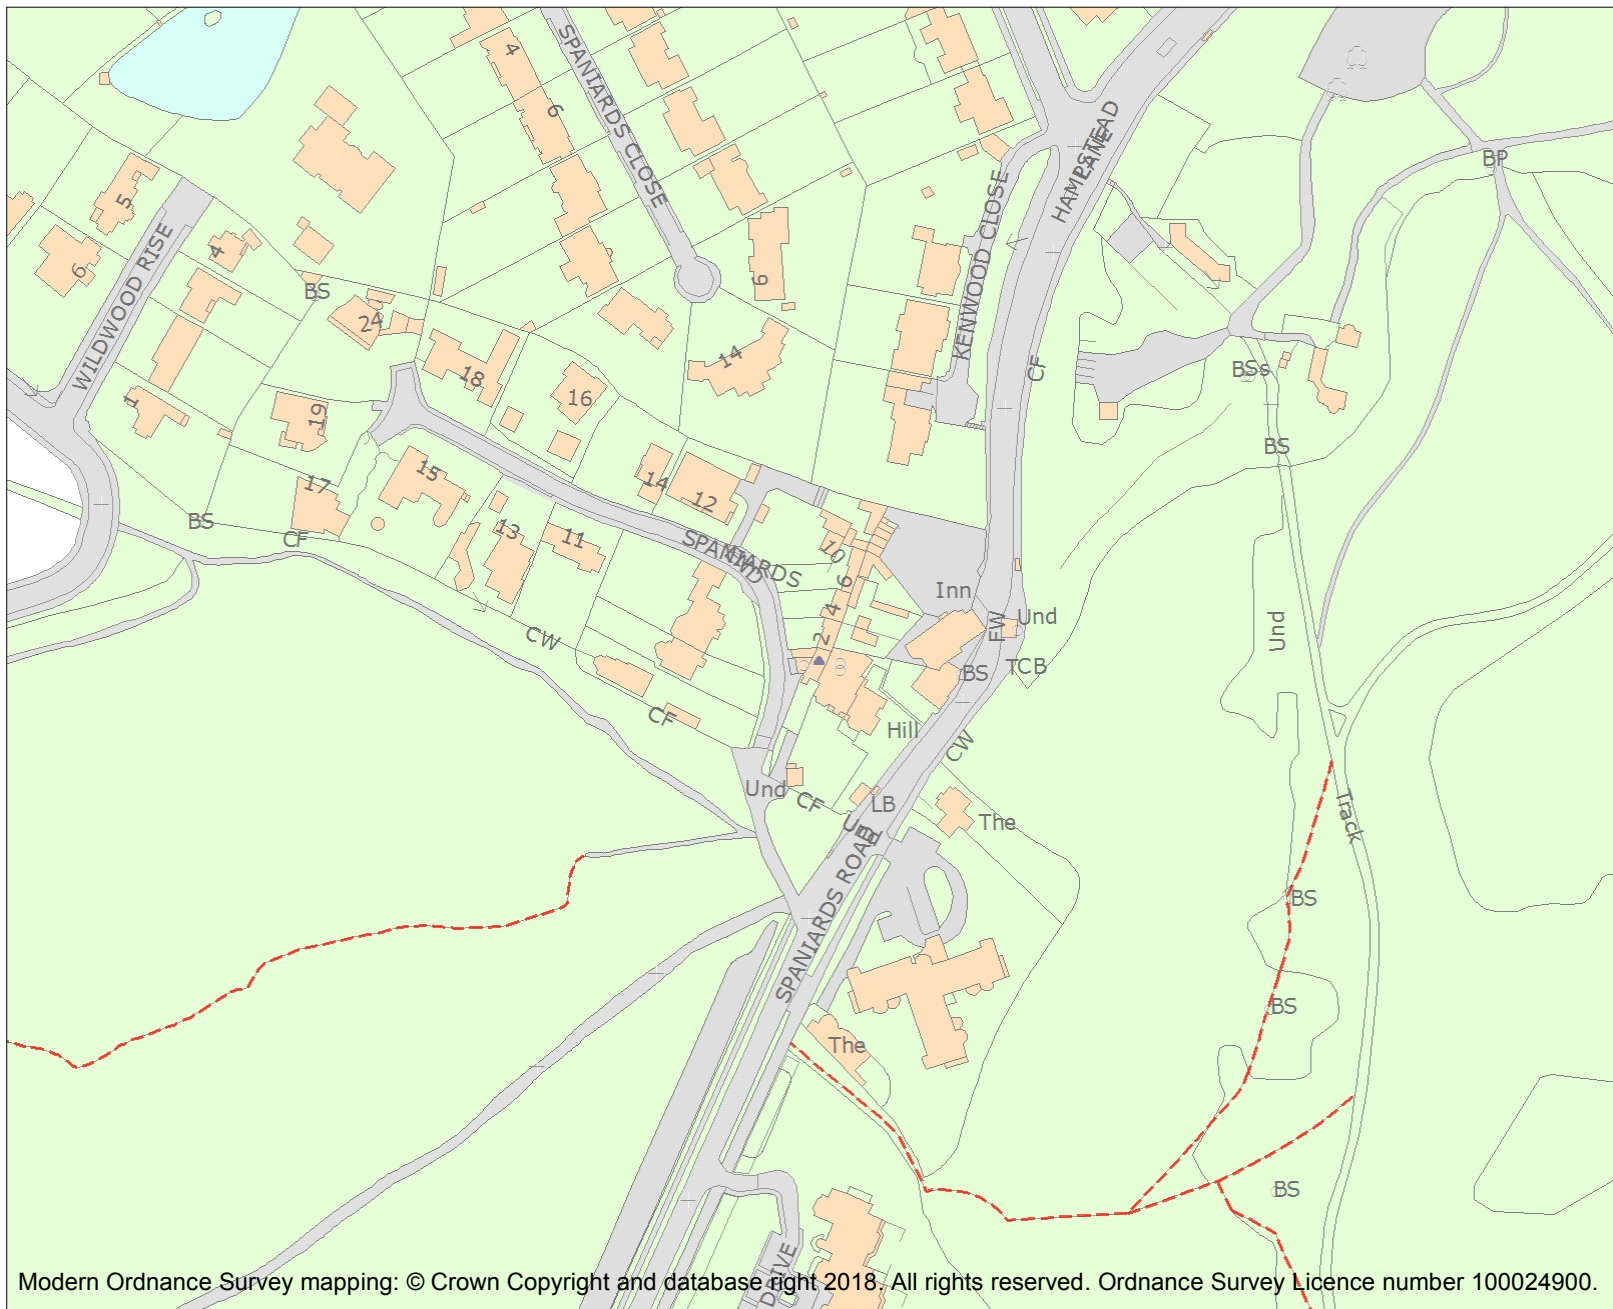 SPANIARDS CLOSE
4
6
HAMPSTEAD
LANE
BP
5
WILDWOOD RISE
4
6
KENWOOD CLOSE
6
BS
24
CF
14
BSs
18
16
1
19
BS
15
17
14
12
BS
CF
13
11
SPANIARDS
END
10
6
Inn
4
FW
Und
Und
CW
2
BS
TCB
CF
Hill
CW
Und
CF
LB
The
Und
Track
SPANIARDS ROAD
BS
BS
The
BS
DRIVE
Modern Ordnance Survey mapping: © Crown Copyright and database right 2018. All rights reserved. Ordnance Survey Licence number 100024900.